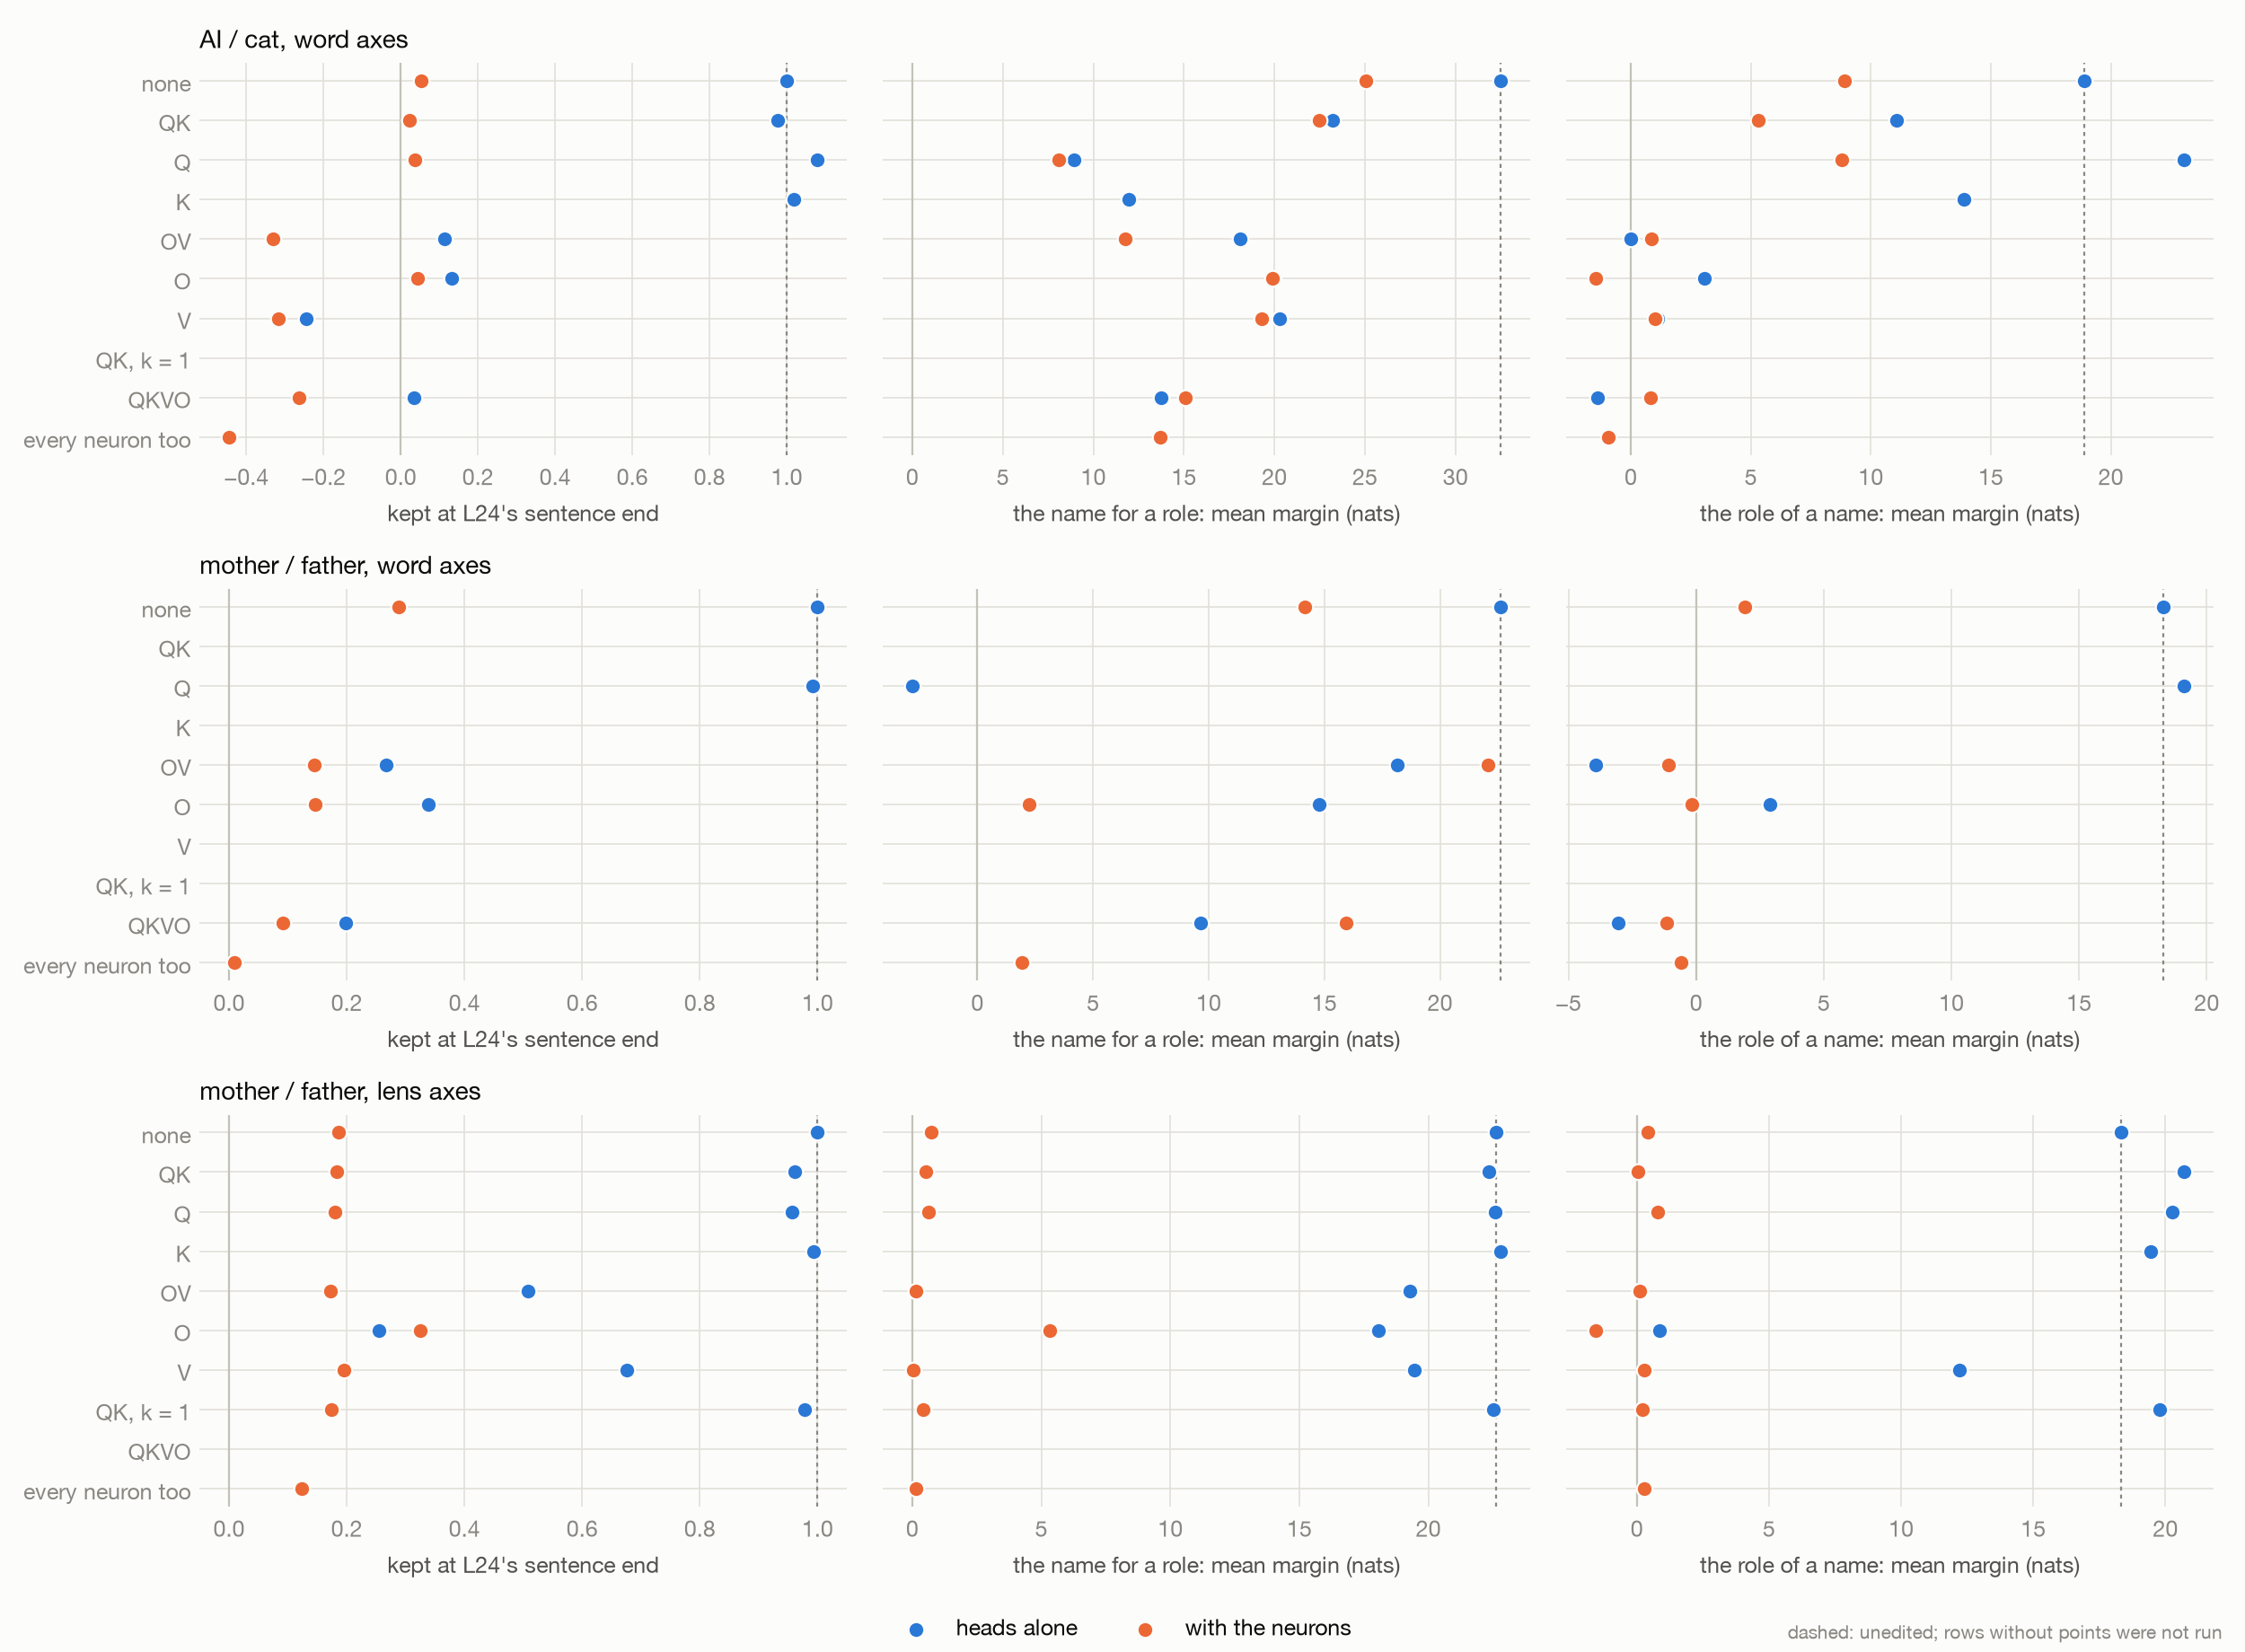 AI / cat, word axes
none
QK
Q
K
OV
O
V
QK, k = 1
QKVO
every neuron too
−0.4 −0.2 0.0 0.2 0.4 0.6 0.8 1.0
kept at L24's sentence end
0 5 10 15 20 25 30
the name for a role: mean margin (nats)
0 5 10 15 20
the role of a name: mean margin (nats)
mother / father, word axes
none
QK
Q
K
OV
O
V
QK, k = 1
QKVO
every neuron too
0.0 0.2 0.4 0.6 0.8 1.0
kept at L24's sentence end
0 5 10 15 20
the name for a role: mean margin (nats)
−5 0 5 10 15 20
the role of a name: mean margin (nats)
mother / father, lens axes
none
QK
Q
K
OV
O
V
QK, k = 1
QKVO
every neuron too
0.0 0.2 0.4 0.6 0.8 1.0
kept at L24's sentence end
0 5 10 15 20
the name for a role: mean margin (nats)
0 5 10 15 20
the role of a name: mean margin (nats)
heads alone with the neurons
dashed: unedited; rows without points were not run